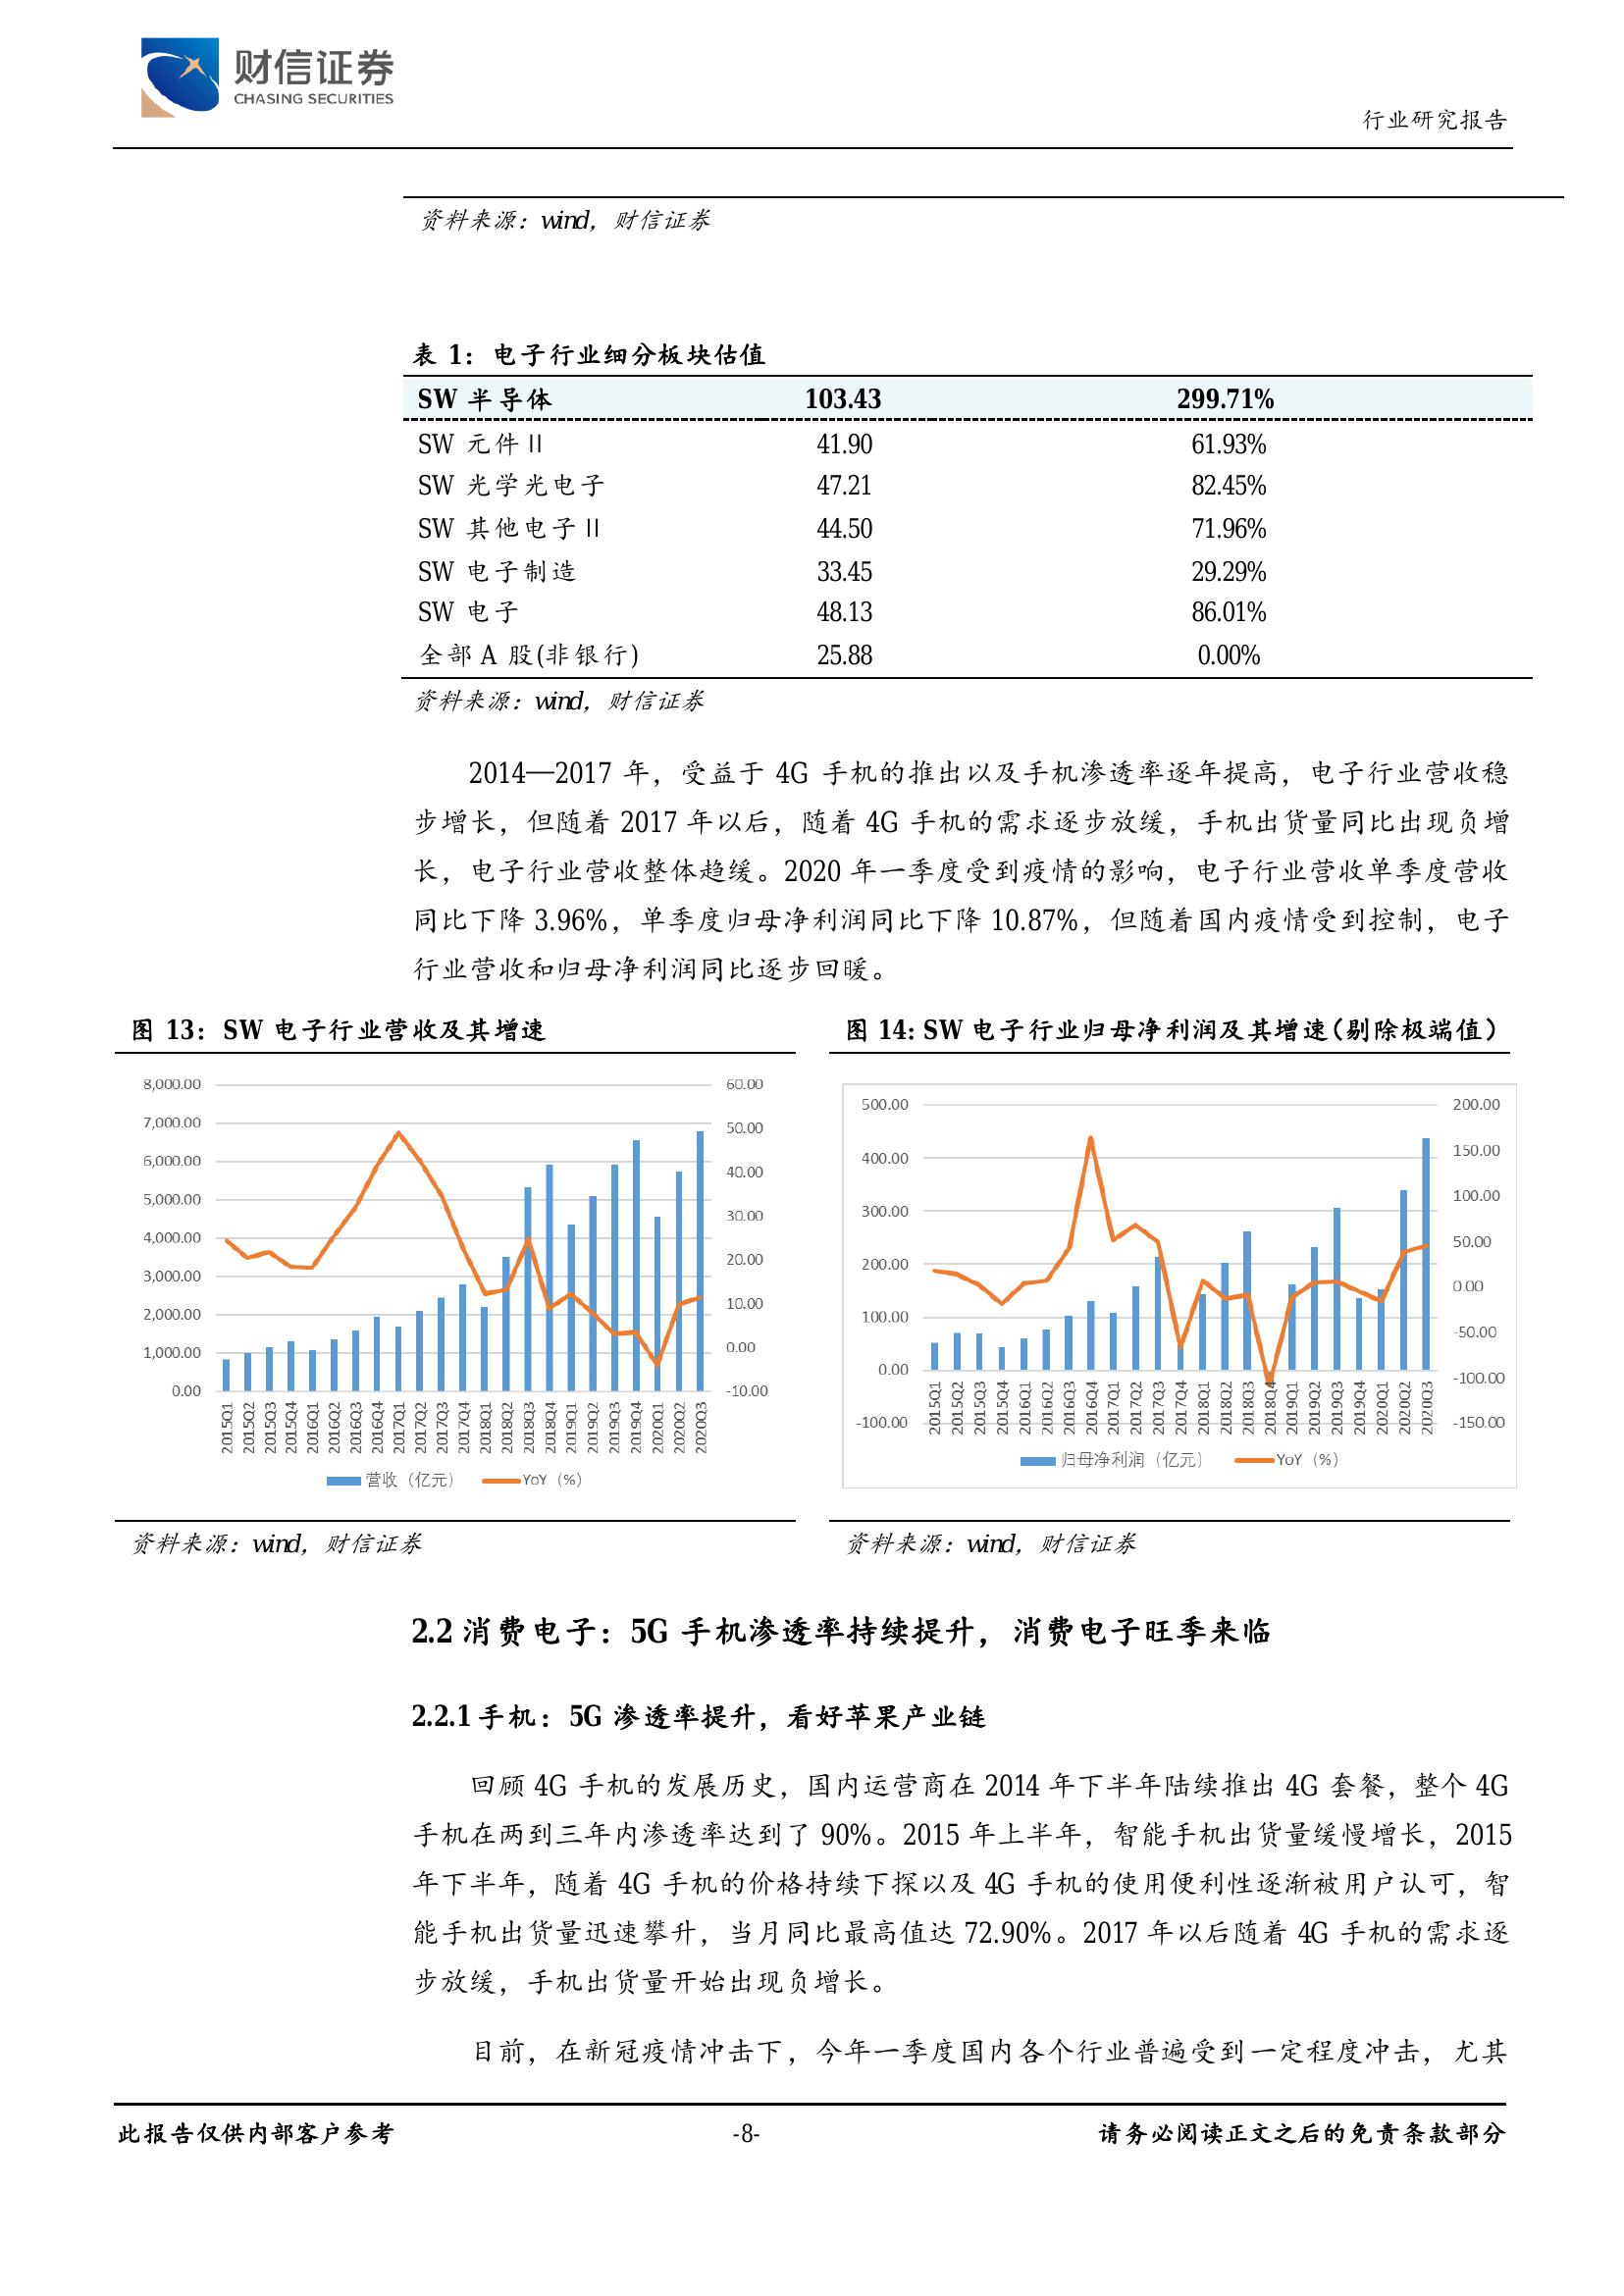 财信证券
CHASING SECURITIES
行业研究报告
资料来源：wind，财信证券
表 1：电子行业细分板块估值
SW 半导体 103.43 299.71%
SW 元件Ⅱ 41.90 61.93%
SW 光学光电子 47.21 82.45%
SW 其他电子Ⅱ 44.50 71.96%
SW 电子制造 33.45 29.29%
SW 电子 48.13 86.01%
全部 A 股(非银行) 25.88 0.00%
资料来源：wind，财信证券
2014—2017 年，受益于 4G 手机的推出以及手机渗透率逐年提高，电子行业营收稳
步增长，但随着 2017 年以后，随着 4G 手机的需求逐步放缓，手机出货量同比出现负增
长，电子行业营收整体趋缓。2020 年一季度受到疫情的影响，电子行业营收单季度营收
同比下降 3.96%，单季度归母净利润同比下降 10.87%，但随着国内疫情受到控制，电子
行业营收和归母净利润同比逐步回暖。
图 13：SW 电子行业营收及其增速
8,000.00
7,000.00
6,000.00
5,000.00
4,000.00
3,000.00
2,000.00
1,000.00
0.00
60.00
50.00
40.00
30.00
20.00
10.00
0.00
-10.00
2015Q1
2015Q2
2015Q3
2015Q4
2016Q1
2016Q2
2016Q3
2016Q4
2017Q1
2017Q2
2017Q3
2017Q4
2018Q1
2018Q2
2018Q3
2018Q4
2019Q1
2019Q2
2019Q3
2019Q4
2020Q1
2020Q2
2020Q3
营收（亿元） YoY（%）
资料来源：wind，财信证券
图 14：SW 电子行业归母净利润及其增速（剔除极端值）
500.00
400.00
300.00
200.00
100.00
0.00
-100.00
200.00
150.00
100.00
50.00
0.00
-50.00
-100.00
-150.00
2015Q1
2015Q2
2015Q3
2015Q4
2016Q1
2016Q2
2016Q3
2016Q4
2017Q1
2017Q2
2017Q3
2017Q4
2018Q1
2018Q2
2018Q3
2018Q4
2019Q1
2019Q2
2019Q3
2019Q4
2020Q1
2020Q2
2020Q3
归母净利润（亿元） YoY（%）
资料来源：wind，财信证券
2.2 消费电子：5G 手机渗透率持续提升，消费电子旺季来临
2.2.1 手机：5G 渗透率提升，看好苹果产业链
回顾 4G 手机的发展历史，国内运营商在 2014 年下半年陆续推出 4G 套餐，整个 4G
手机在两到三年内渗透率达到了 90%。2015 年上半年，智能手机出货量缓慢增长，2015
年下半年，随着 4G 手机的价格持续下探以及 4G 手机的使用便利性逐渐被用户认可，智
能手机出货量迅速攀升，当月同比最高值达 72.90%。2017 年以后随着 4G 手机的需求逐
步放缓，手机出货量开始出现负增长。
目前，在新冠疫情冲击下，今年一季度国内各个行业普遍受到一定程度冲击，尤其
此报告仅供内部客户参考 -8- 请务必阅读正文之后的免责条款部分